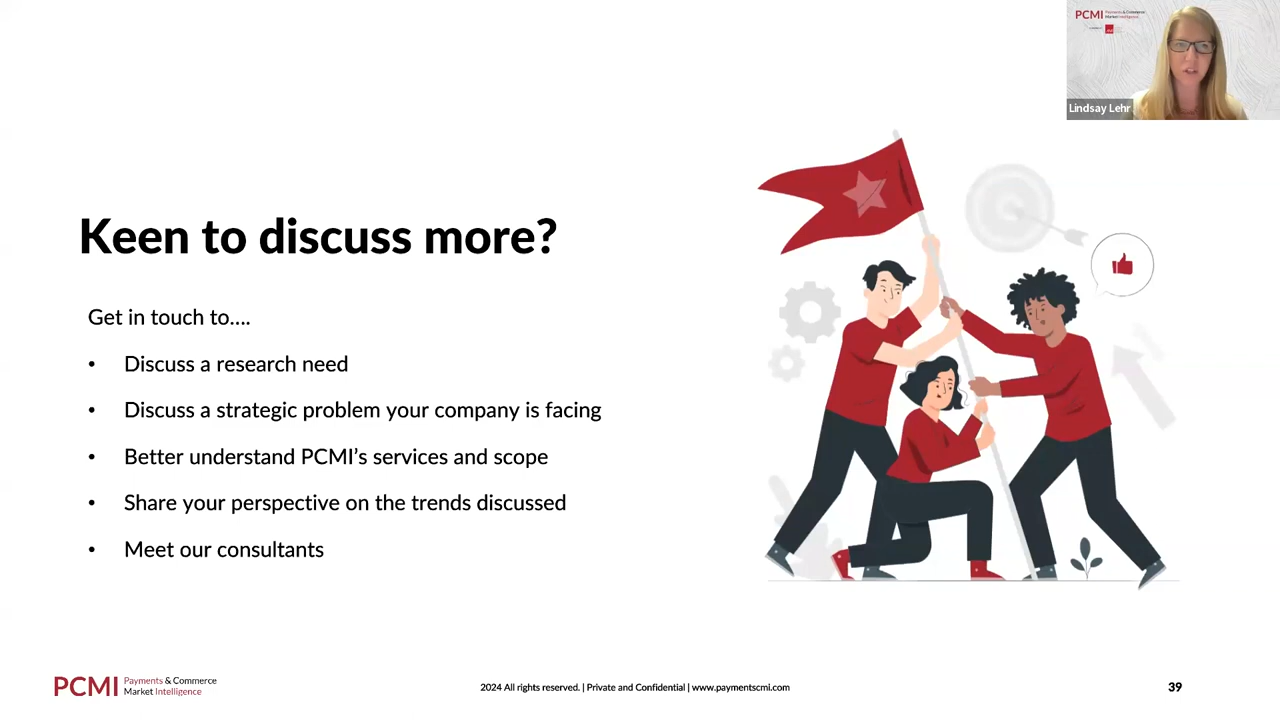 PCMI Payments & Commerce
Market Intelligence
Lindsay Lehr
Keen to discuss more?
Get in touch to....
• Discuss a research need
• Discuss a strategic problem your company is facing
• Better understand PCMI’s services and scope
• Share your perspective on the trends discussed
• Meet our consultants
PCMI Payments & Commerce
Market Intelligence
2024 All rights reserved. | Private and Confidential | www.paymentscmi.com
39